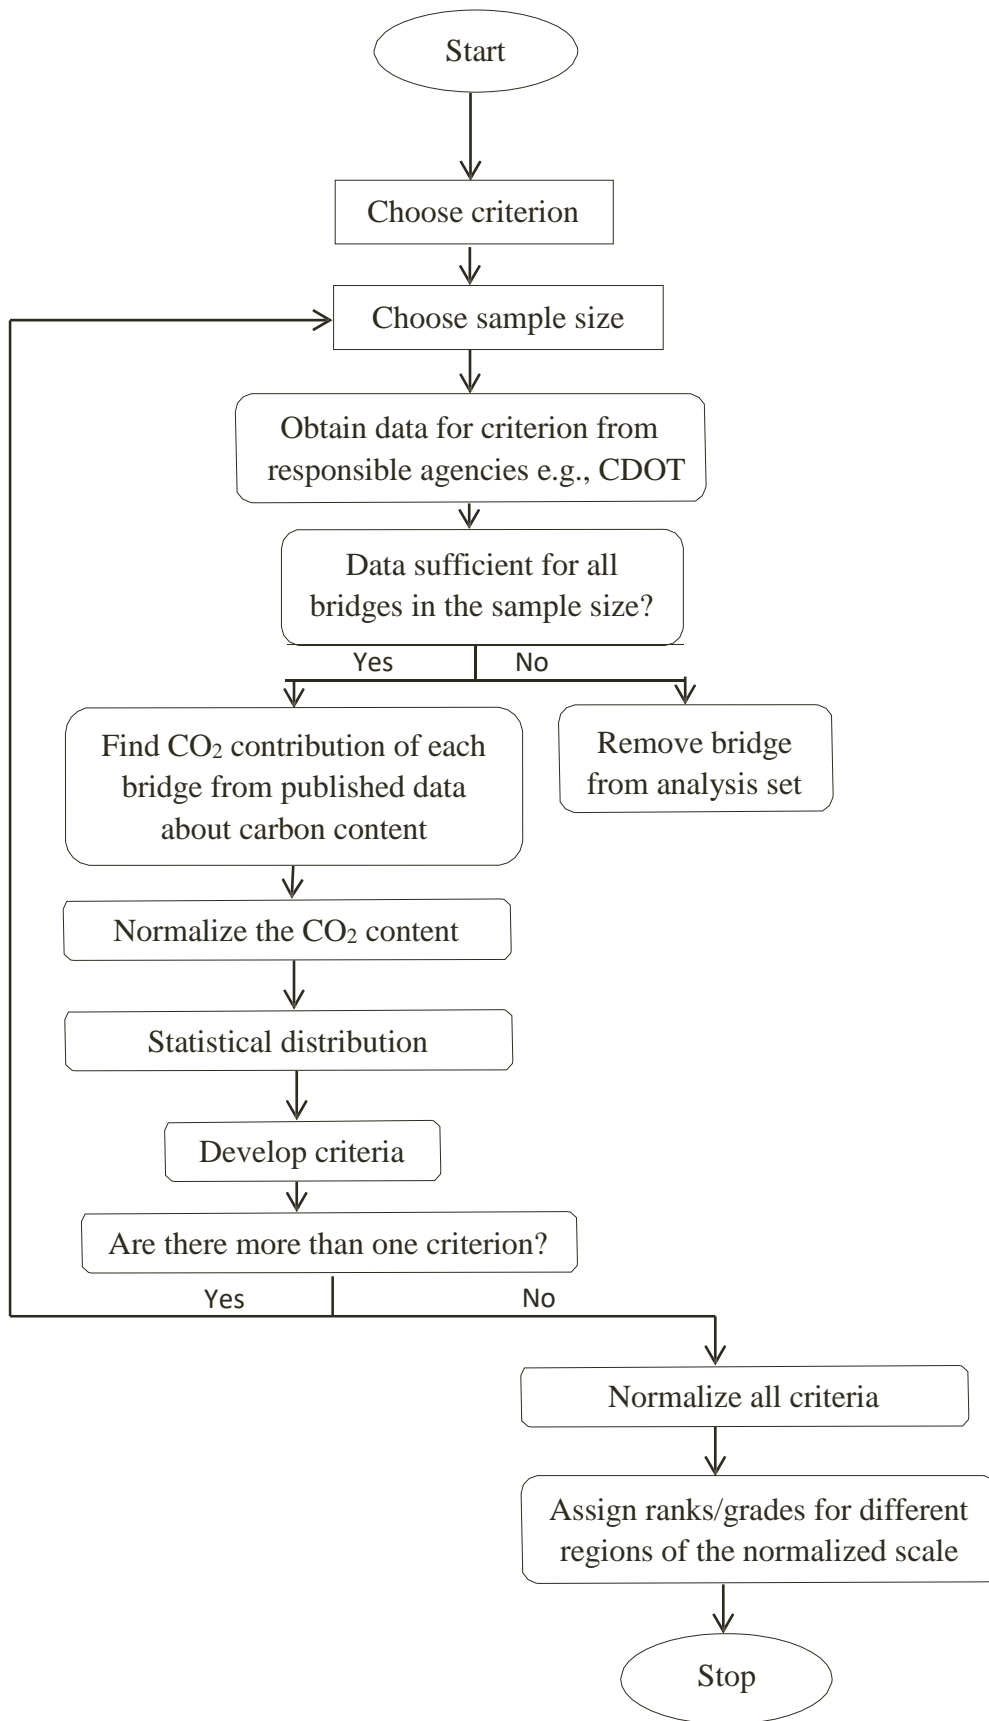 Start
Choose criterion
Choose sample size
Obtain data for criterion from
responsible agencies e.g., CDOT
Data sufficient for all
bridges in the sample size?
Yes
No
Find CO₂ contribution of each
bridge from published data
about carbon content
Remove bridge
from analysis set
Normalize the CO₂ content
Statistical distribution
Develop criteria
Are there more than one criterion?
Yes
No
Normalize all criteria
Assign ranks/grades for different
regions of the normalized scale
Stop